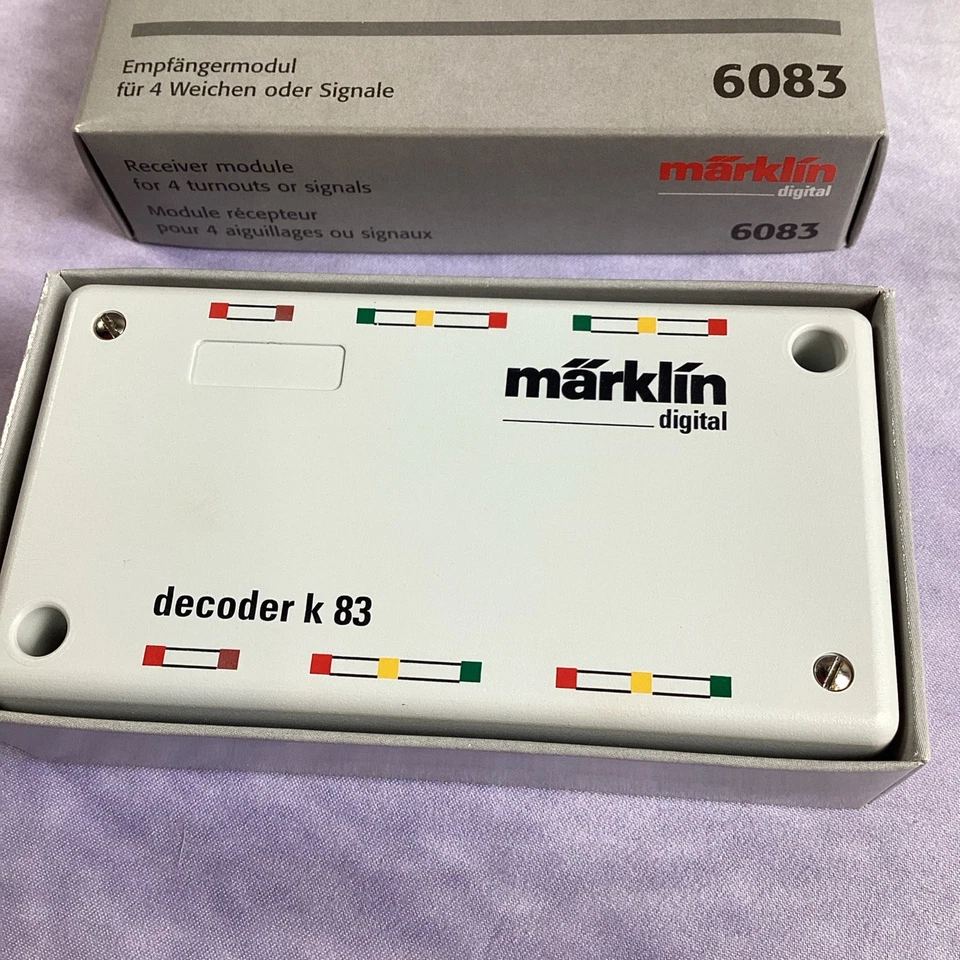 Empfängermodul
für 4 Weichen oder Signale
6083
Receiver module
for 4 turnouts or signals
märklin
digital
Module récepteur
pour 4 aiguillages ou signaux
6083
märklin
digital
decoder k 83